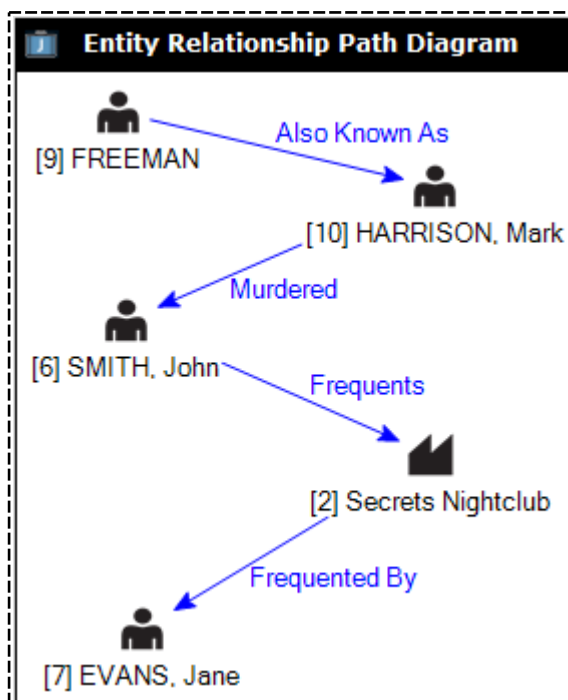 Entity Relationship Path Diagram
Also Known As
[9] FREEMAN
[10] HARRISON, Mark
Murdered
[6] SMITH, John
Frequents
[2] Secrets Nightclub
Frequented By
[7] EVANS, Jane